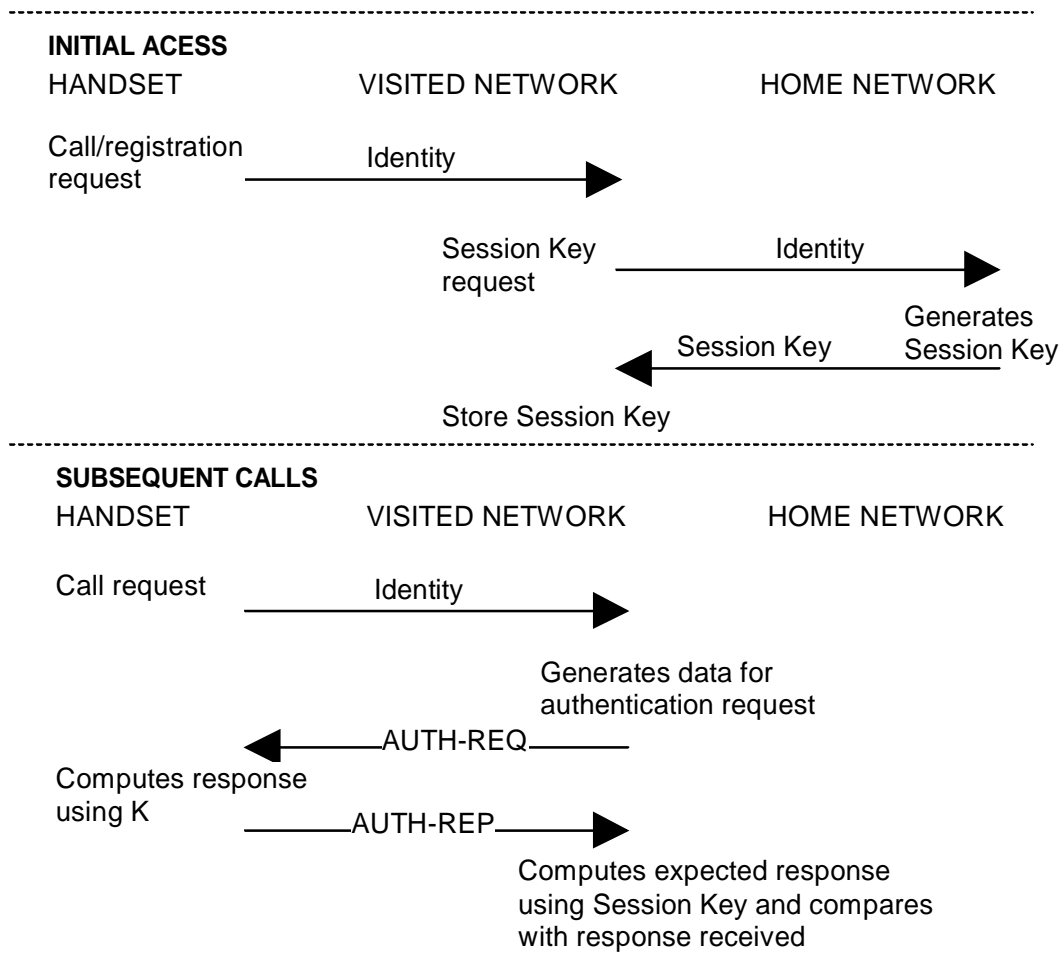 INITIAL ACESS
HANDSET VISITED NETWORK HOME NETWORK
Call/registration
request
Identity
Session Key
request
Identity
Generates
Session Key
Session Key
Store Session Key
SUBSEQUENT CALLS
HANDSET VISITED NETWORK HOME NETWORK
Call request
Identity
Generates data for
authentication request
AUTH-REQ
Computes response
using K
AUTH-REP
Computes expected response
using Session Key and compares
with response received